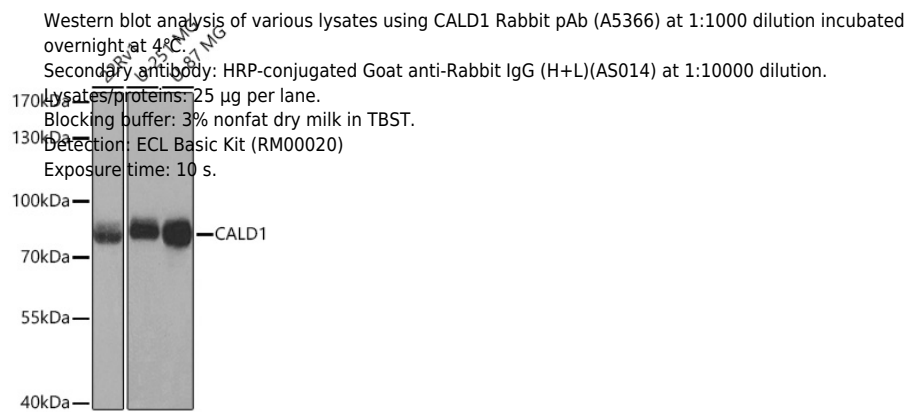 Western blot analysis of various lysates using CALD1 Rabbit pAb (A5366) at 1:1000 dilution incubated
overnight at 4℃.
Secondary antibody: HRP-conjugated Goat anti-Rabbit IgG (H+L)(AS014) at 1:10000 dilution.
Lysates/proteins: 25 μg per lane.
Blocking buffer: 3% nonfat dry milk in TBST.
Detection: ECL Basic Kit (RM00020)
Exposure time: 10 s.
U-251 MG
U-87 MG
170kDa
130kDa
100kDa
CALD1
70kDa
55kDa
40kDa